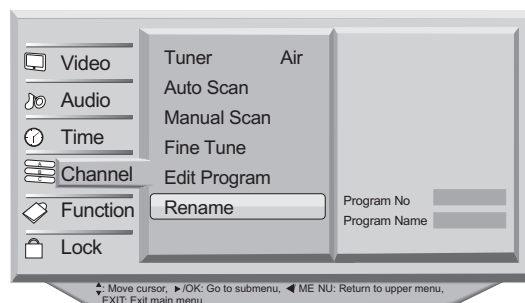 Video
Audio
Time
Channel
Function
Lock
Tuner Air
Auto Scan
Manual Scan
Fine Tune
Edit Program
Rename
Program No
Program Name
: Move cursor, ▶/OK: Go to submenu, ◀ ME NU: Return to upper menu,
EXIT: Exit main menu